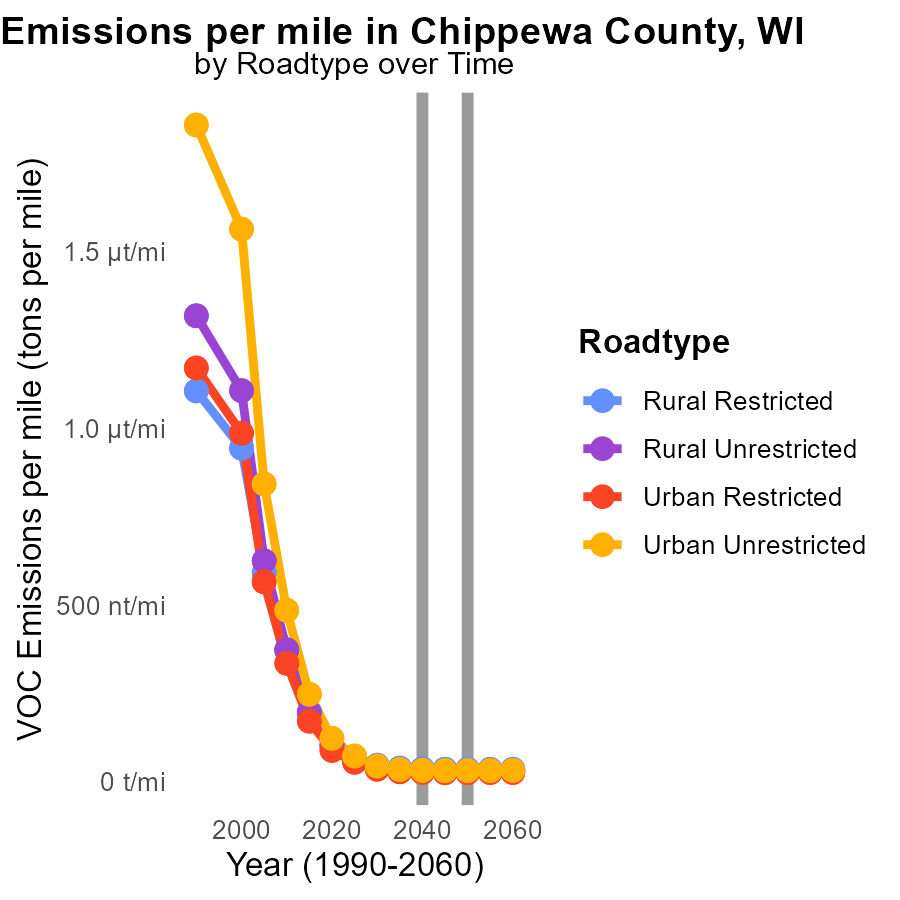 Emissions per mile in Chippewa County, WI
by Roadtype over Time
VOC Emissions per mile (tons per mile)
1.5 µt/mi
1.0 µt/mi
500 nt/mi
0 t/mi
2000 2020 2040 2060
Year (1990-2060)
Roadtype
Rural Restricted
Rural Unrestricted
Urban Restricted
Urban Unrestricted